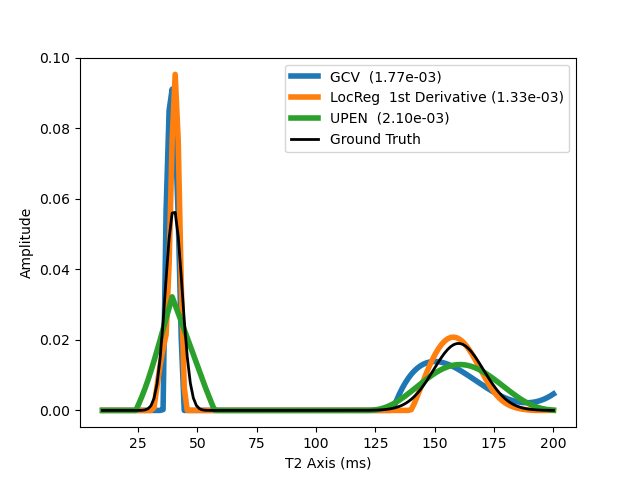 GCV (1.77e-03)
LocReg 1st Derivative (1.33e-03)
UPEN (2.10e-03)
Ground Truth
0.10
0.08
0.06
0.04
0.02
0.00
Amplitude
25 50 75 100 125 150 175 200
T2 Axis (ms)